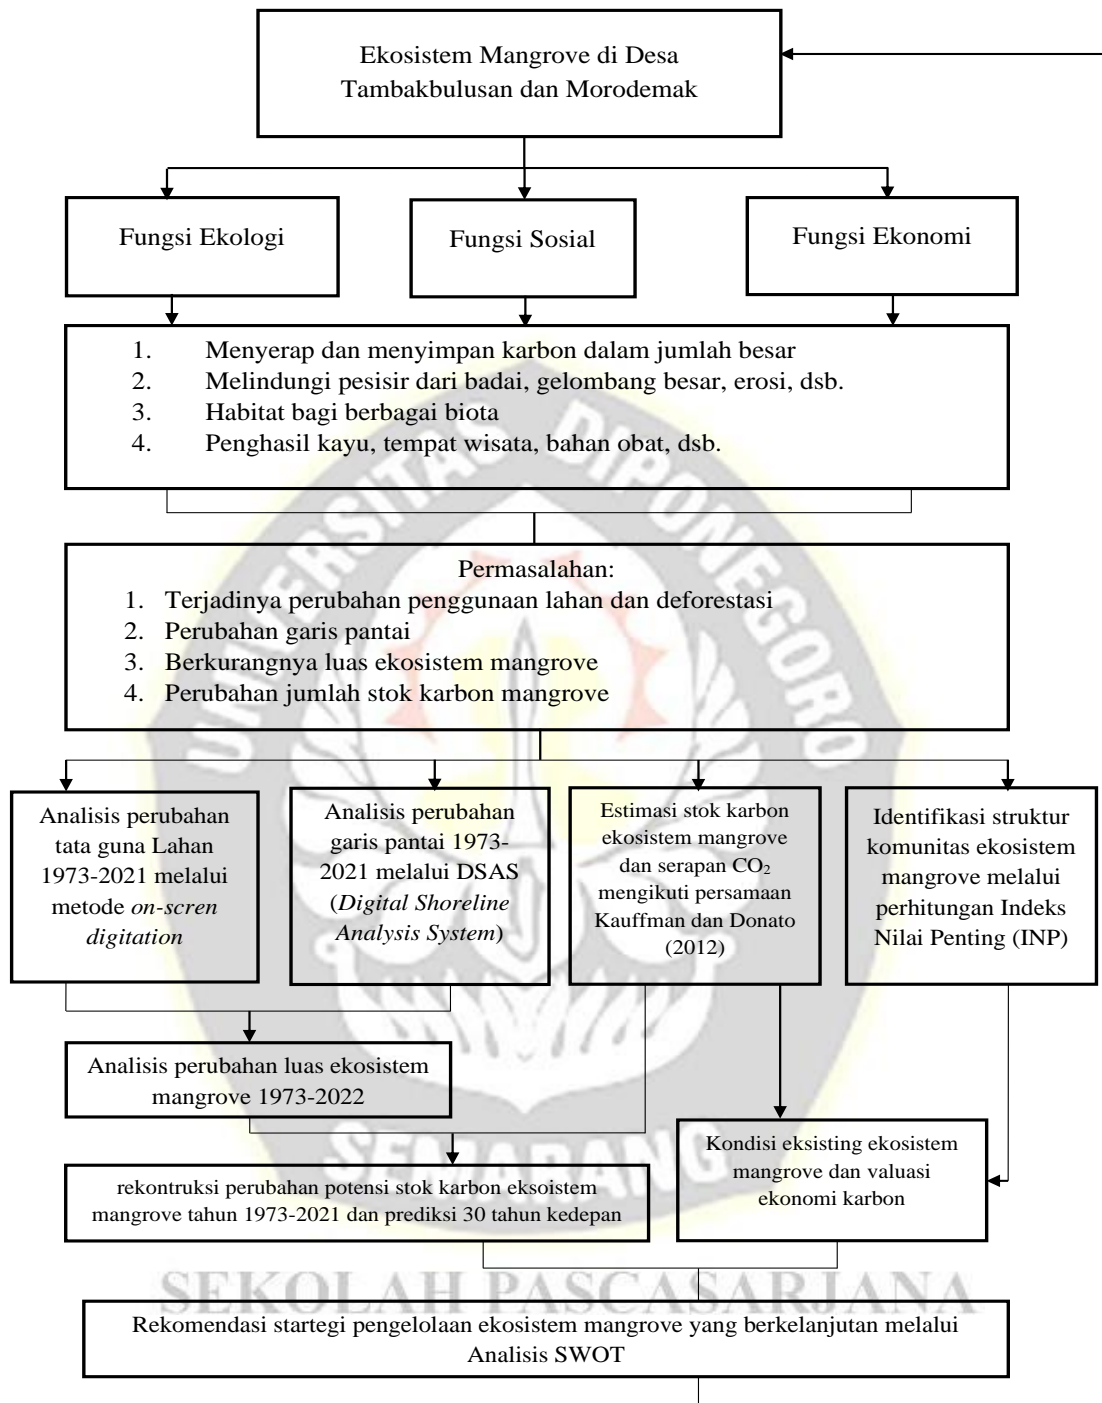 Ekosistem Mangrove di Desa
Tambakbulusan dan Morodemak
Fungsi Ekologi
Fungsi Sosial
Fungsi Ekonomi
1. Menyerap dan menyimpan karbon dalam jumlah besar
2. Melindungi pesisir dari badai, gelombang besar, erosi, dsb.
3. Habitat bagi berbagai biota
4. Penghasil kayu, tempat wisata, bahan obat, dsb.
Permasalahan:
1. Terjadinya perubahan penggunaan lahan dan deforestasi
2. Perubahan garis pantai
3. Berkurangnya luas ekosistem mangrove
4. Perubahan jumlah stok karbon mangrove
Analisis perubahan
tata guna Lahan
1973-2021 melalui
metode on-scren
digitation
Analisis perubahan
garis pantai 1973-
2021 melalui DSAS
(Digital Shoreline
Analysis System)
Estimasi stok karbon
ekosistem mangrove
dan serapan CO₂
mengikuti persamaan
Kauffman dan Donato
(2012)
Identifikasi struktur
komunitas ekosistem
mangrove melalui
perhitungan Indeks
Nilai Penting (INP)
Analisis perubahan luas ekosistem
mangrove 1973-2022
Kondisi eksisting ekosistem
mangrove dan valuasi
ekonomi karbon
rekontruksi perubahan potensi stok karbon eksoistem
mangrove tahun 1973-2021 dan prediksi 30 tahun kedepan
Rekomendasi startegi pengelolaan ekosistem mangrove yang berkelanjutan melalui
Analisis SWOT
UNIVERSITAS DIPONEGORO
SEMARANG
SEKOLAH PASCASARJANA